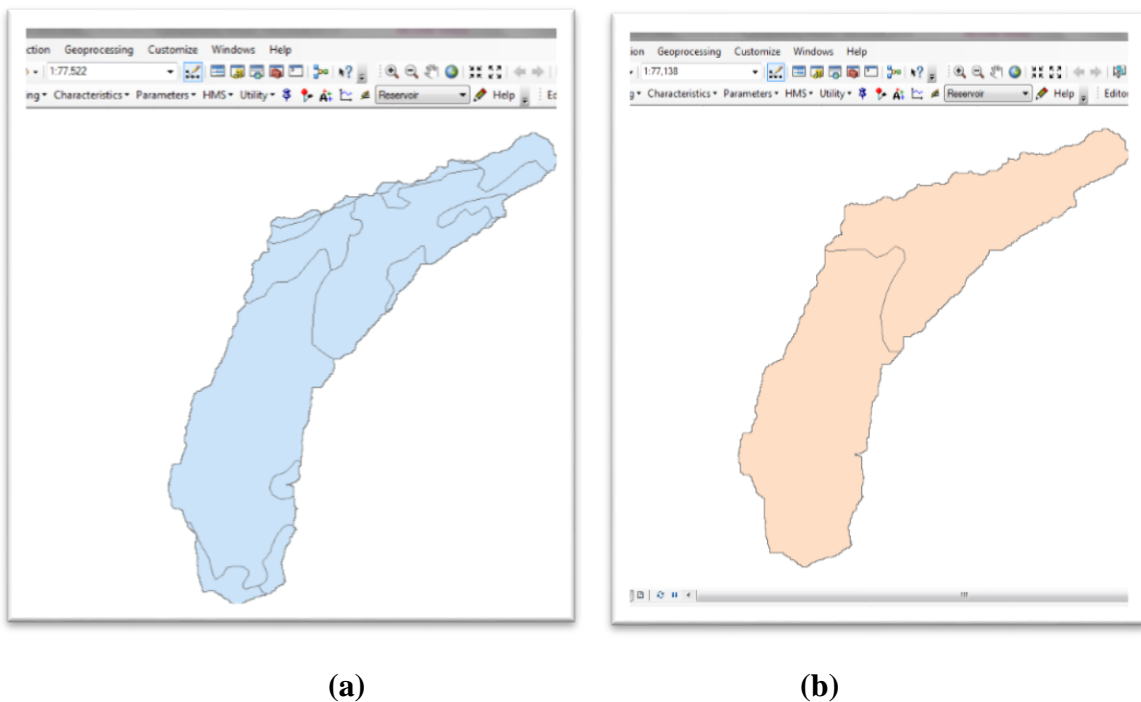 ction Geoprocessing Customize Windows Help
1:77,522
ng Characteristics Parameters HMS Utility Reservoir Help Ec
(a)
ion Geoprocessing Customize Windows Help
1:77,138
g Characteristics Parameters HMS Utility Reservoir Help Editor
(b)